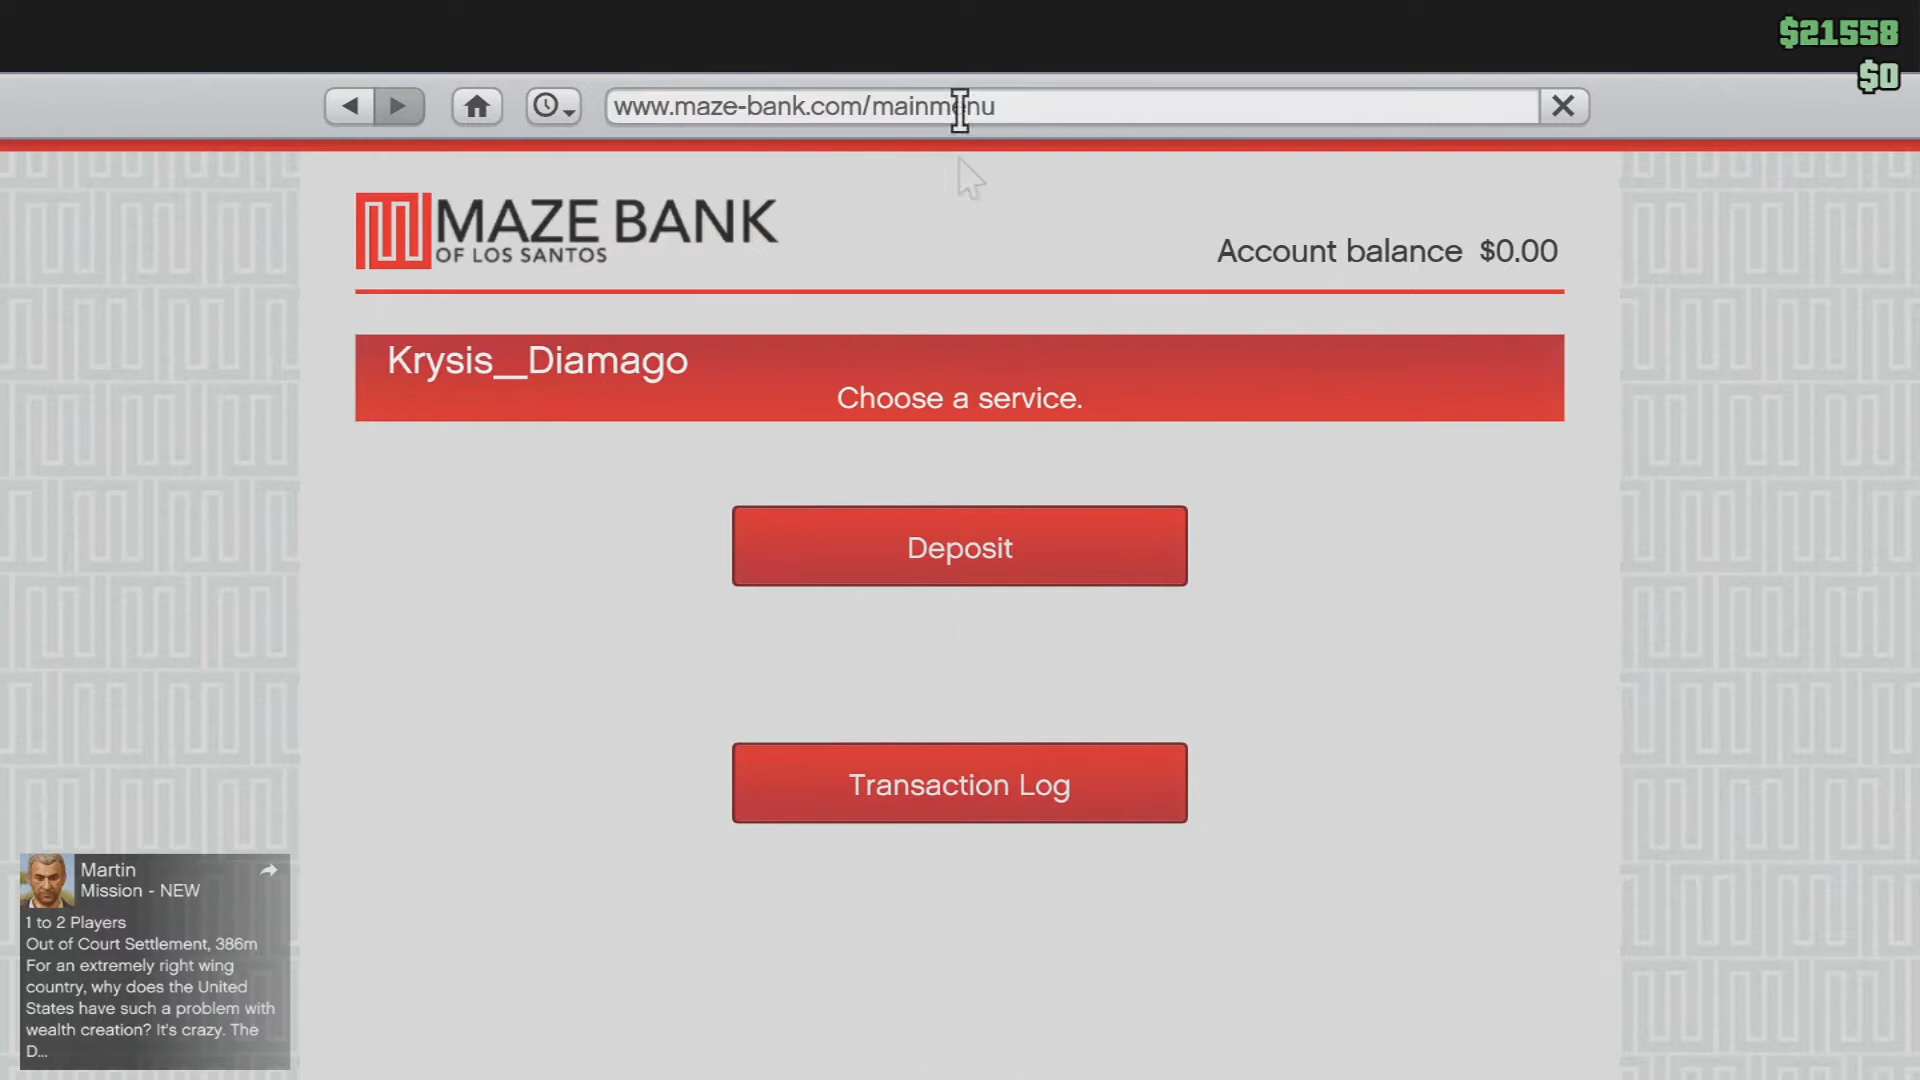 $21558
$0
www.maze-bank.com/mainmenu
MAZE BANK
OF LOS SANTOS
Account balance $0.00
Krysis__Diamago
Choose a service.
Deposit
Transaction Log
Martin
Mission - NEW
1 to 2 Players
Out of Court Settlement, 386m
For an extremely right wing
country, why does the United
States have such a problem with
wealth creation? It's crazy. The
D...